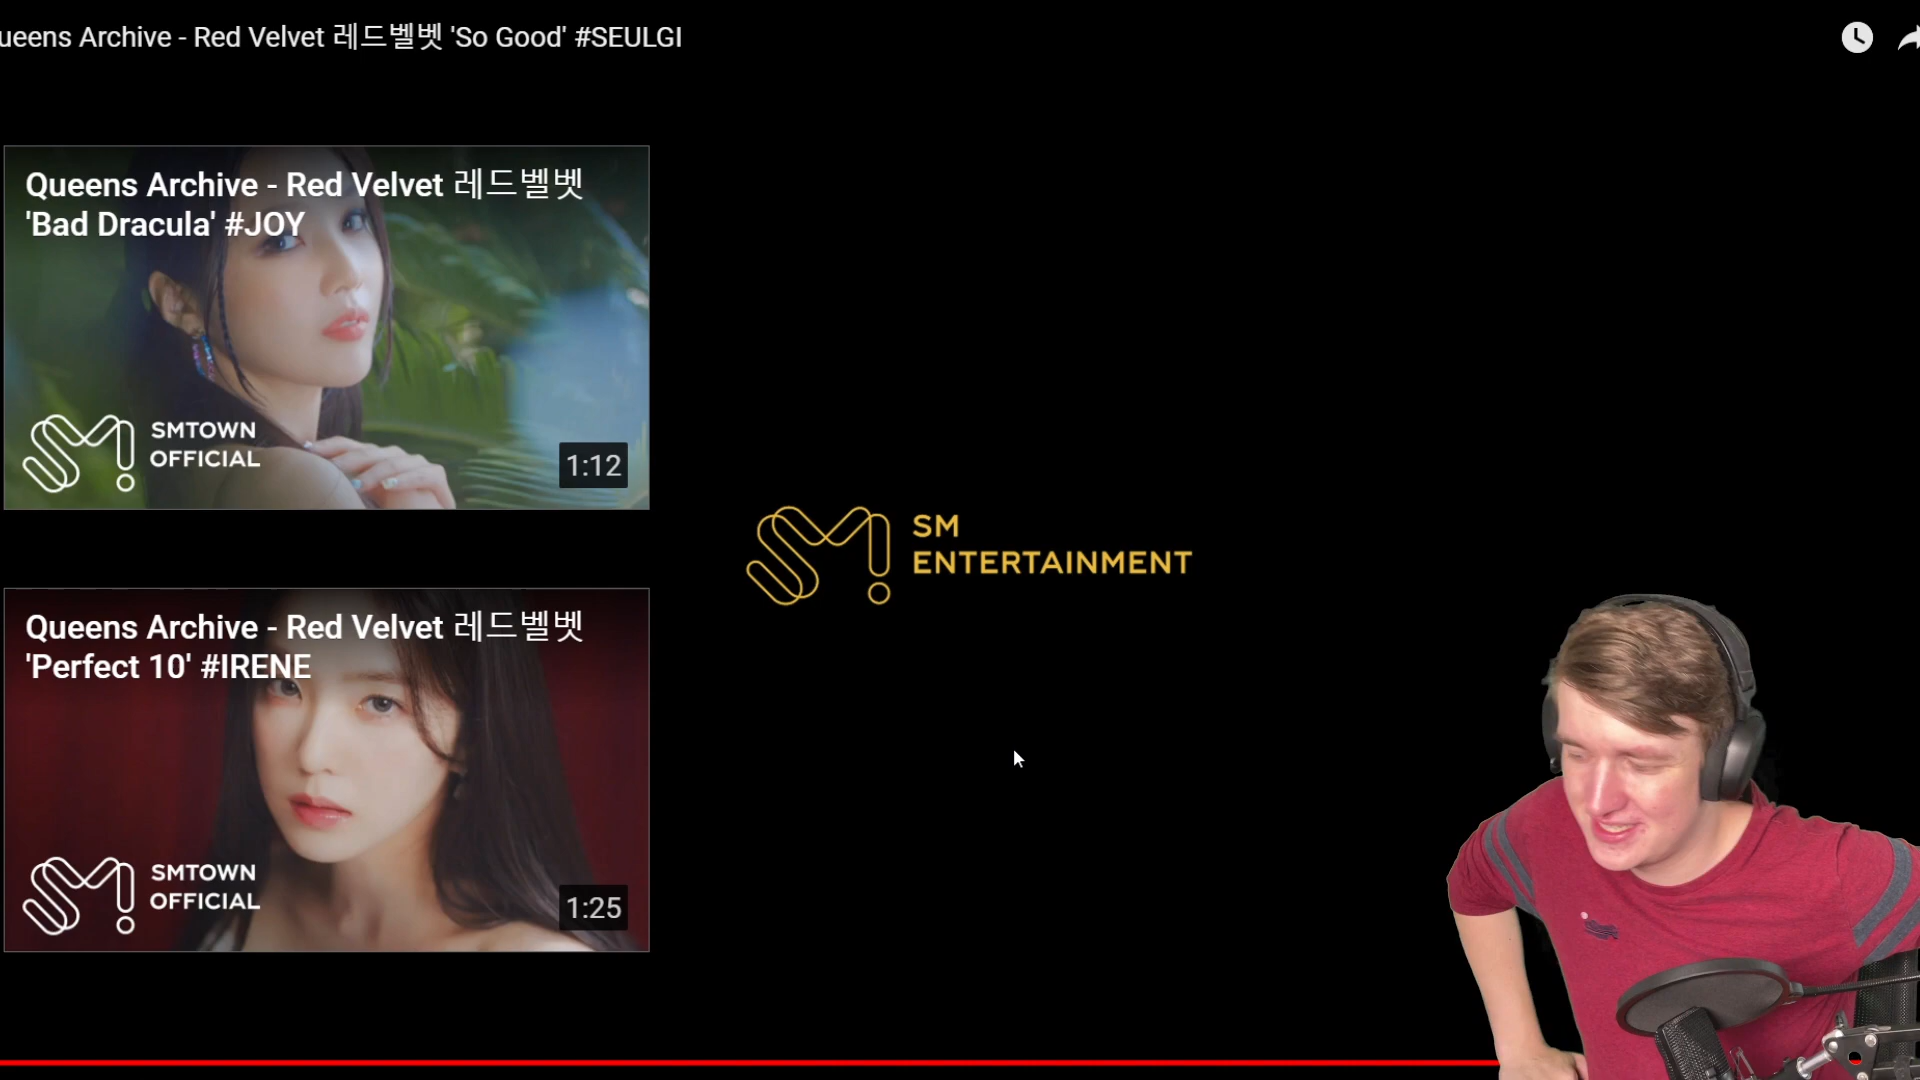 ueens Archive - Red Velvet 레드벨벳 'So Good' #SEULGI
Queens Archive - Red Velvet 레드벨벳
'Bad Dracula' #JOY
SMTOWN
OFFICIAL
1:12
SM
ENTERTAINMENT
Queens Archive - Red Velvet 레드벨벳
'Perfect 10' #IRENE
SMTOWN
OFFICIAL
1:25